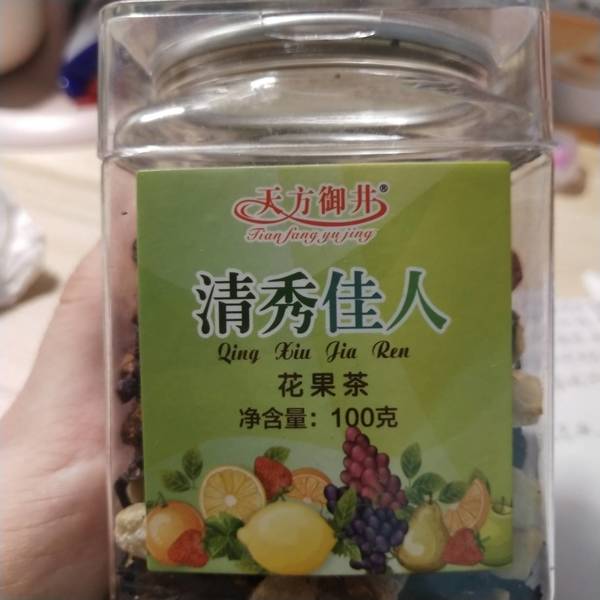 天方御井®
Tian fang yu jing
清秀佳人
Qing Xiu Jia Ren
花果茶
净含量：100克